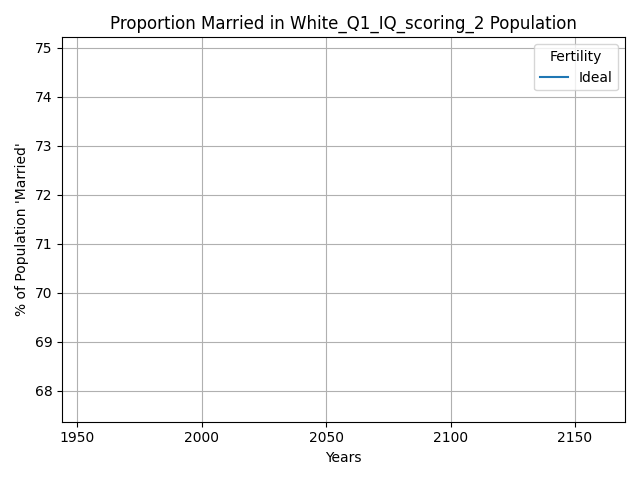 Proportion Married in White_Q1_IQ_scoring_2 Population
Fertility
Ideal
% of Population 'Married'
75
74
73
72
71
70
69
68
1950 2000 2050 2100 2150
Years